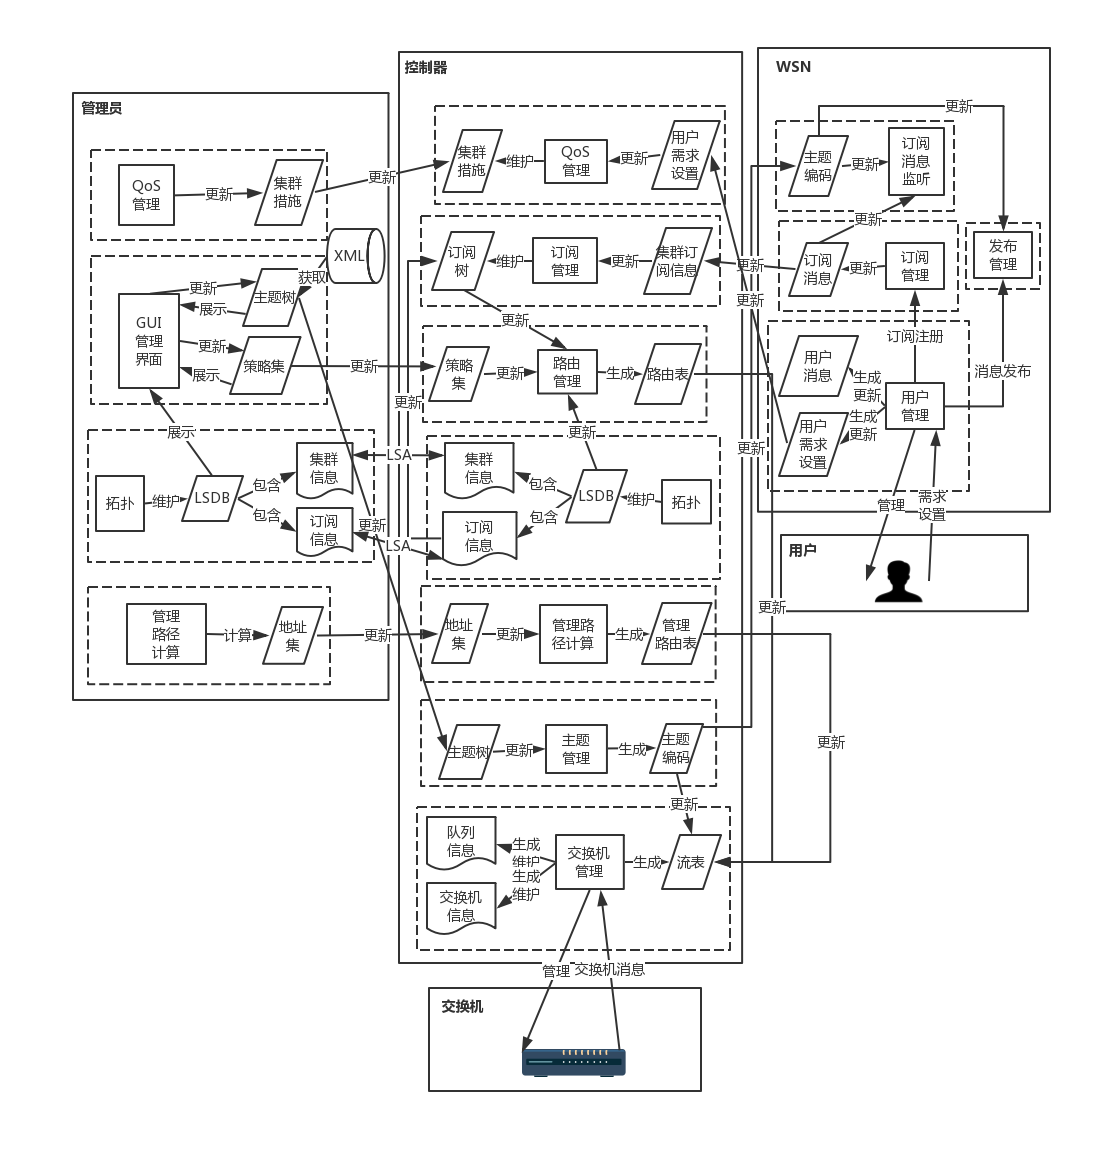 管理员
QoS
管理
更新
集群
措施
更新
XML
获取
更新
主题树
展示
GUI
管理
界面
更新
展示
策略集
更新
展示
拓扑
维护
LSDB
包含
包含
集群
信息
订阅
信息
LSA
LSA
更新
更新
管理
路径
计算
计算
地址
集
更新
控制器
集群
措施
维护
QoS
管理
更新
用户
需求
设置
订阅
树
维护
订阅
管理
更新
集群订
阅信息
更新
更新
更新
策略
集
更新
路由
管理
生成
路由表
更新
集群
信息
包含
LSDB
维护
拓扑
包含
订阅
信息
更新
地址
集
更新
管理路
径计算
生成
管理
路由表
更新
更新
主题树
更新
主题
管理
生成
主题
编码
更新
队列
信息
生成
维护
生成
维护
交换机
管理
生成
流表
交换机
信息
管理
交换机消息
交换机
WSN
更新
主题
编码
更新
订阅
消息
监听
更新
订阅
消息
更新
订阅
管理
发布
管理
订阅注册
用户
消息
生成
更新
生成
更新
用户
管理
消息发布
用户
需求
设置
管理
需求
设置
用户